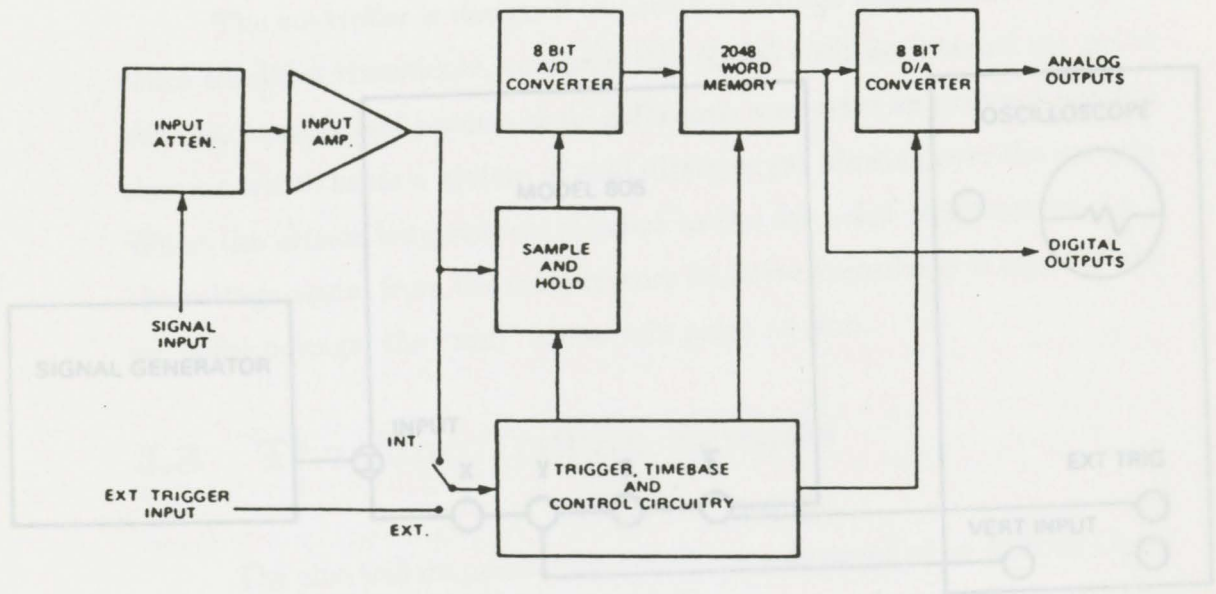 8 BIT
A/D
CONVERTER
2048
WORD
MEMORY
8 BIT
D/A
CONVERTER
ANALOG
OUTPUTS
INPUT
ATTEN.
INPUT
AMP.
OSCILLOSCOPE
MODEL 805
SAMPLE
AND
HOLD
DIGITAL
OUTPUTS
SIGNAL
INPUT
SIGNAL GENERATOR
INPUT
INT.
X
Y
TRIGGER, TIMEBASE
AND
CONTROL CIRCUITRY
EXT TRIG
EXT TRIGGER
INPUT
EXT.
VERT INPUT